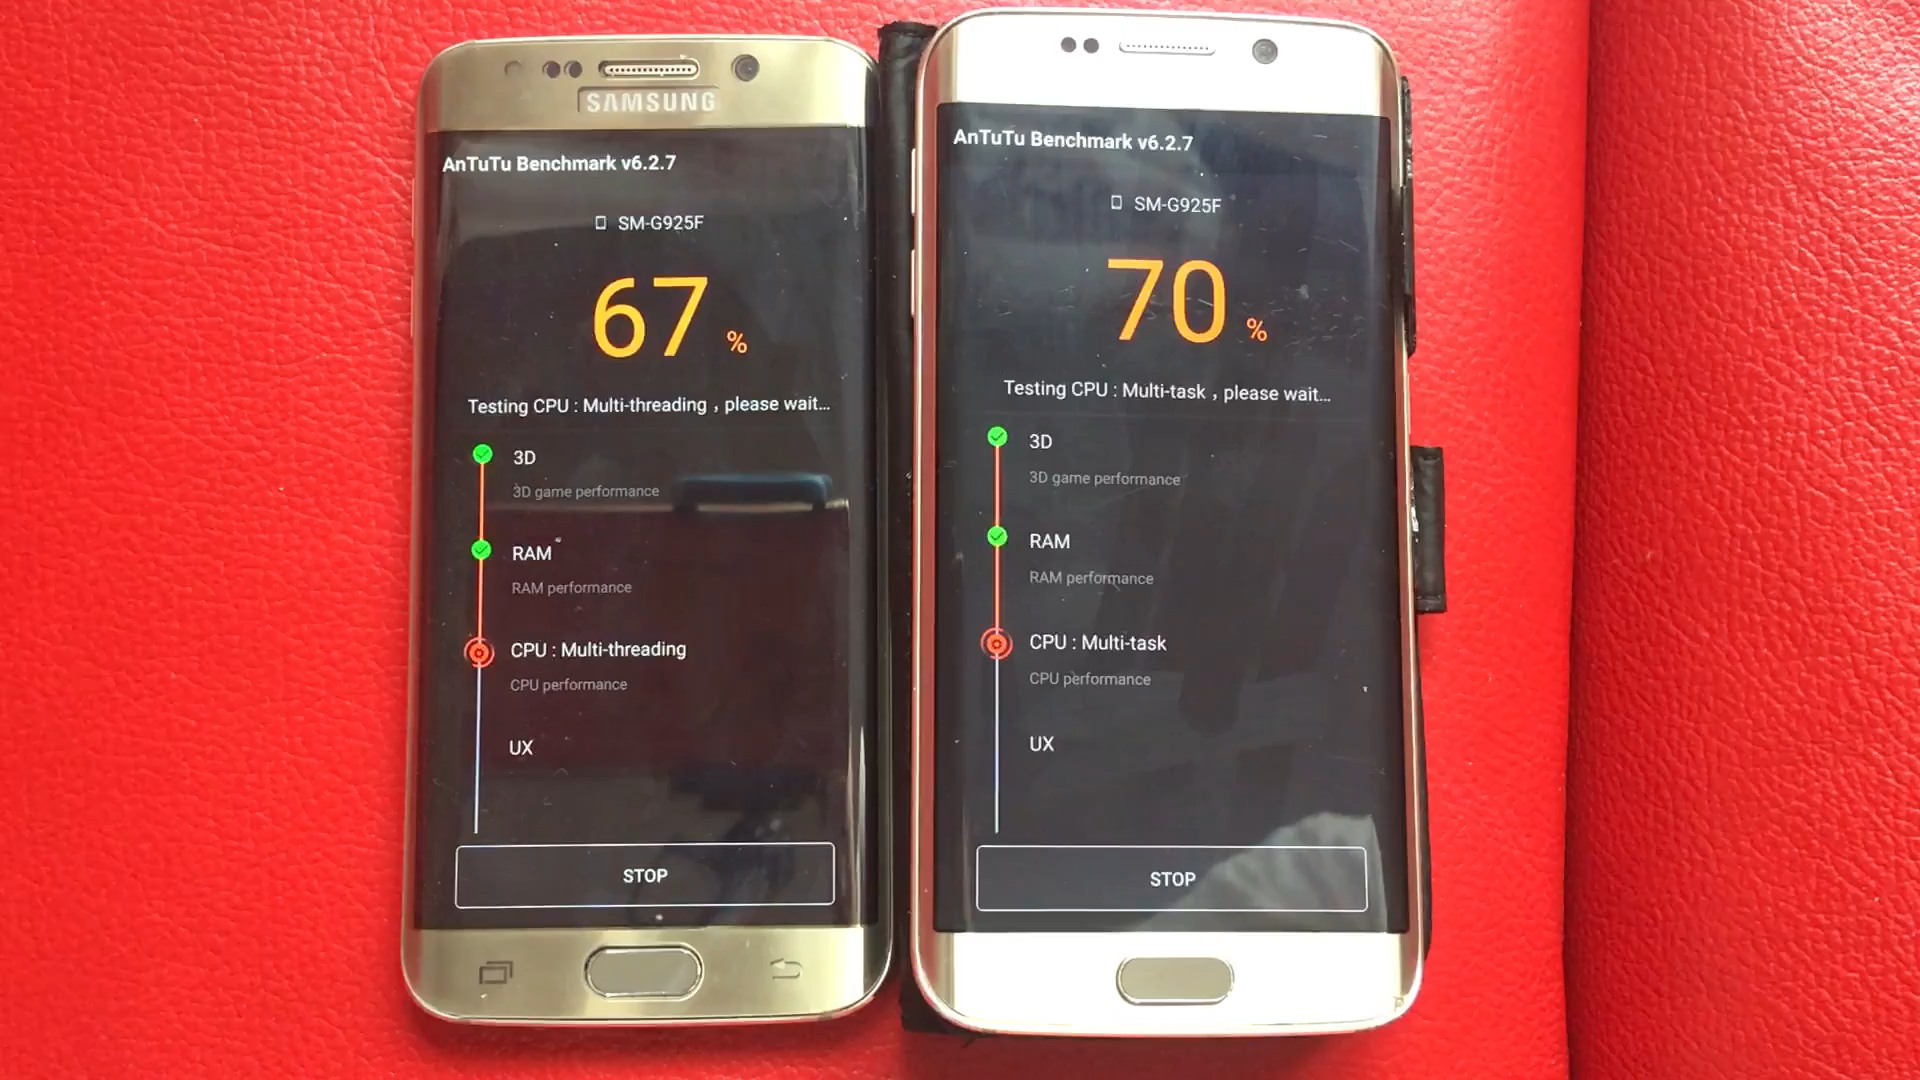 SAMSUNG
AnTuTu Benchmark v6.2.7
SM-G925F
67 %
Testing CPU : Multi-threading , please wait...
3D
3D game performance
RAM
RAM performance
CPU : Multi-threading
CPU performance
UX
STOP
AnTuTu Benchmark v6.2.7
SM-G925F
70 %
Testing CPU : Multi-task , please wait...
3D
3D game performance
RAM
RAM performance
CPU : Multi-task
CPU performance
UX
STOP